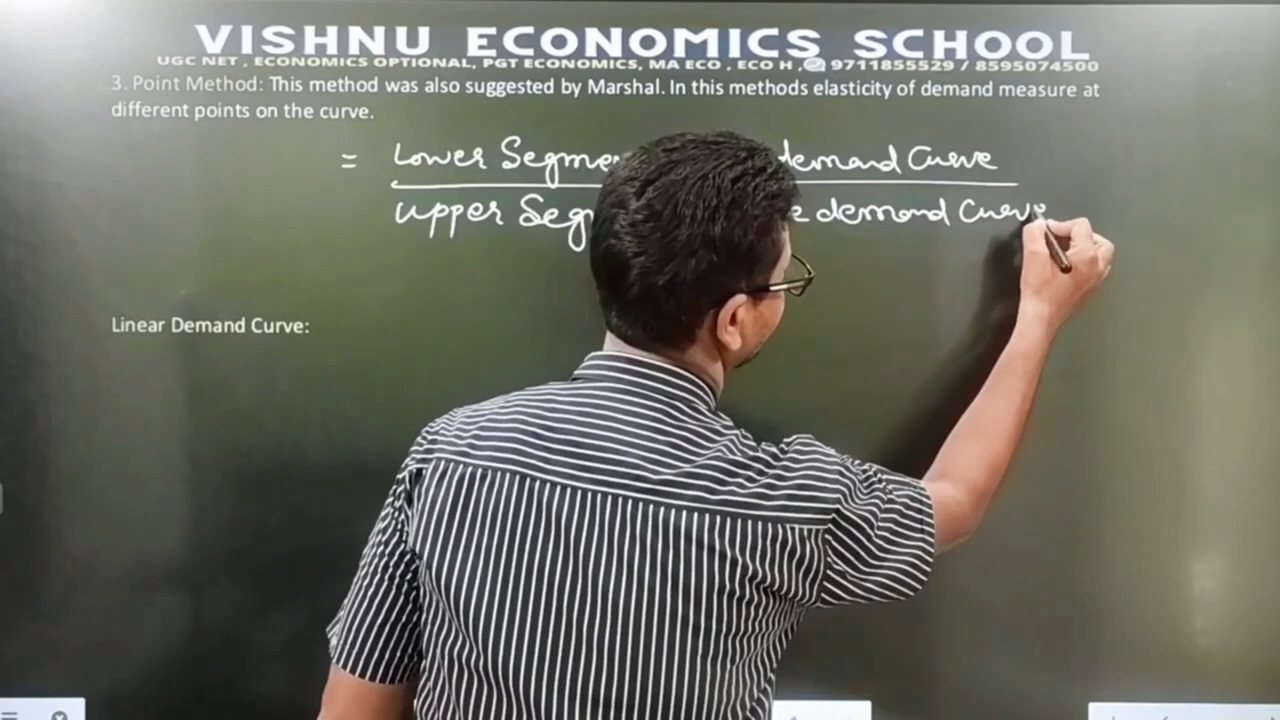 VISHNU ECONOMICS SCHOOL
UGC NET , ECONOMICS OPTIONAL, PGT ECONOMICS, MA ECO , ECO H , 9711855529 / 8595074500
3. Point Method: This method was also suggested by Marshal. In this methods elasticity of demand measure at
different points on the curve.
= Lower demand Curve
Upper demand Curve
Linear Demand Curve: